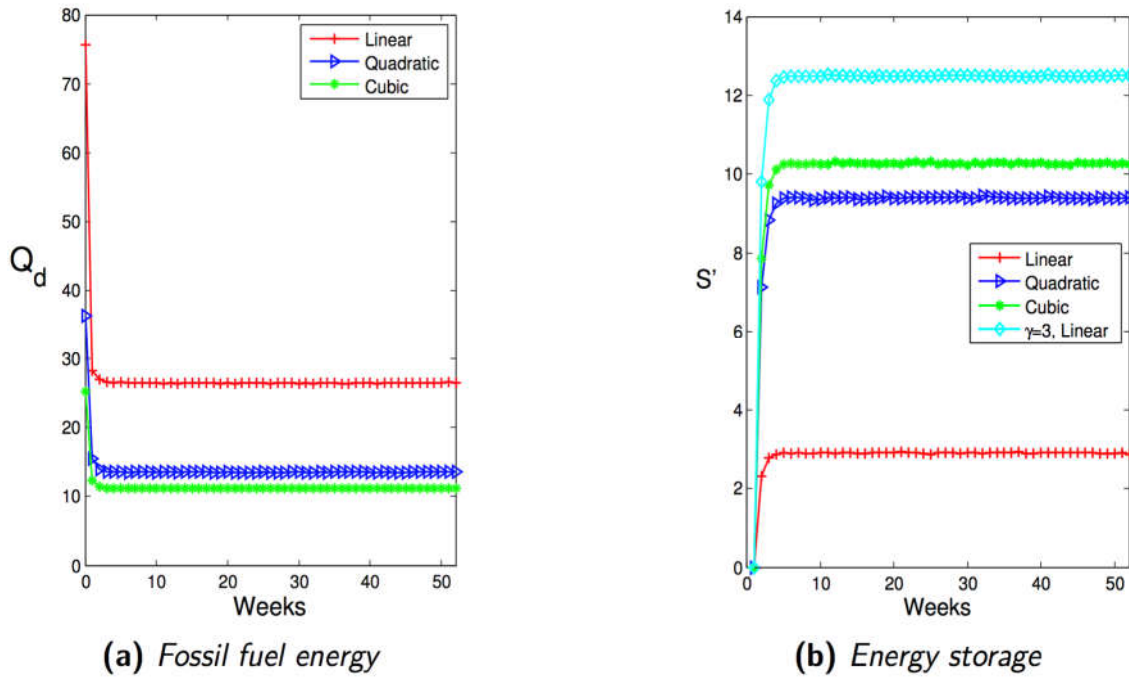 80
70
60
50
40
30
20
10
0
Q_d
Linear
Quadratic
Cubic
0 10 20 30 40 50
Weeks
(a) Fossil fuel energy
14
12
10
8
6
4
2
0
S'
Linear
Quadratic
Cubic
γ=3, Linear
0 10 20 30 40 50
Weeks
(b) Energy storage